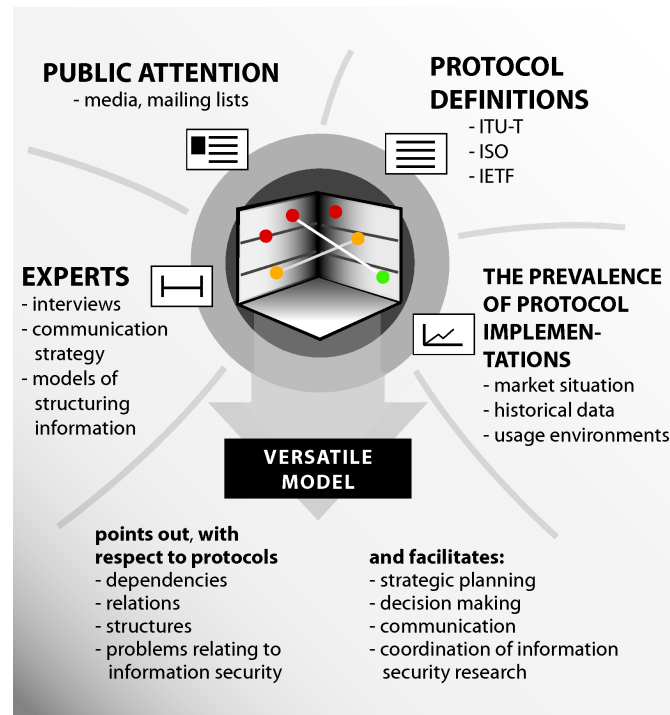 PUBLIC ATTENTION
- media, mailing lists
PROTOCOL
DEFINITIONS
- ITU-T
- ISO
- IETF
EXPERTS
- interviews
- communication
strategy
- models of
structuring
information
THE PREVALENCE
OF PROTOCOL
IMPLEMEN-
TATIONS
- market situation
- historical data
- usage environments
VERSATILE
MODEL
points out, with
respect to protocols
- dependencies
- relations
- structures
- problems relating to
information security
and facilitates:
- strategic planning
- decision making
- communication
- coordination of information
security research